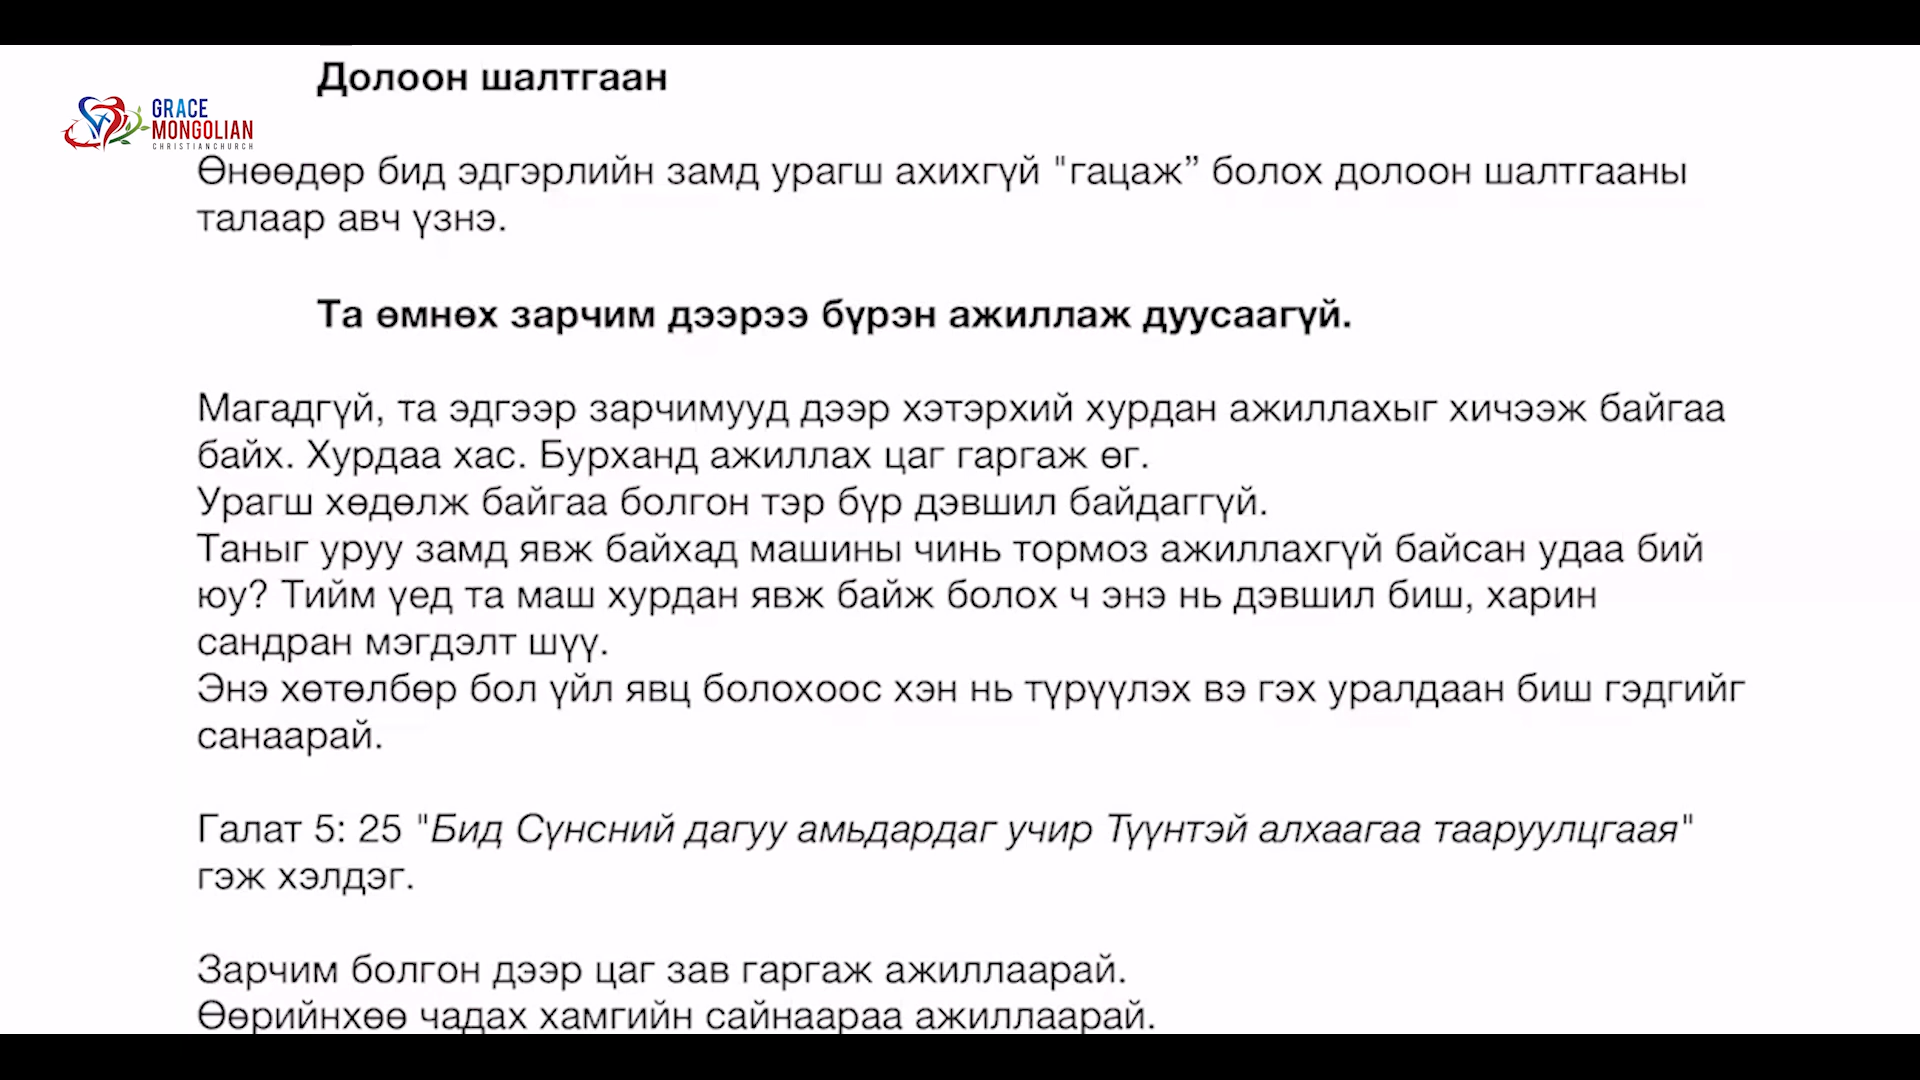 Долоон шалтгаан
GRACE
MONGOLIAN
CHRISTIANCHURCH
Өнөөдөр бид эдгэрлийн замд урагш ахихгүй "гацаж” болох долоон шалтгааны
талаар авч үзнэ.
Та өмнөх зарчим дээрээ бүрэн ажиллаж дуусаагүй.
Магадгүй, та эдгээр зарчимууд дээр хэтэрхий хурдан ажиллахыг хичээж байгаа
байх. Хурдаа хас. Бурханд ажиллах цаг гаргаж өг.
Урагш хөдөлж байгаа болгон тэр бүр дэвшил байдаггүй.
Таныг уруу замд явж байхад машины чинь тормоз ажиллахгүй байсан удаа бий
юу? Тийм үед та маш хурдан явж байж болох ч энэ нь дэвшил биш, харин
сандран мэгдэлт шүү.
Энэ хөтөлбөр бол үйл явц болохоос хэн нь түрүүлэх вэ гэх уралдаан биш гэдгийг
санаарай.
Галат 5: 25 "Бид Сүнсний дагуу амьдардаг учир Түүнтэй алхаагаа тааруулцгаая"
гэж хэлдэг.
Зарчим болгон дээр цаг зав гаргаж ажиллаарай.
Өөрийнхөө чадах хамгийн сайнаараа ажиллаарай.